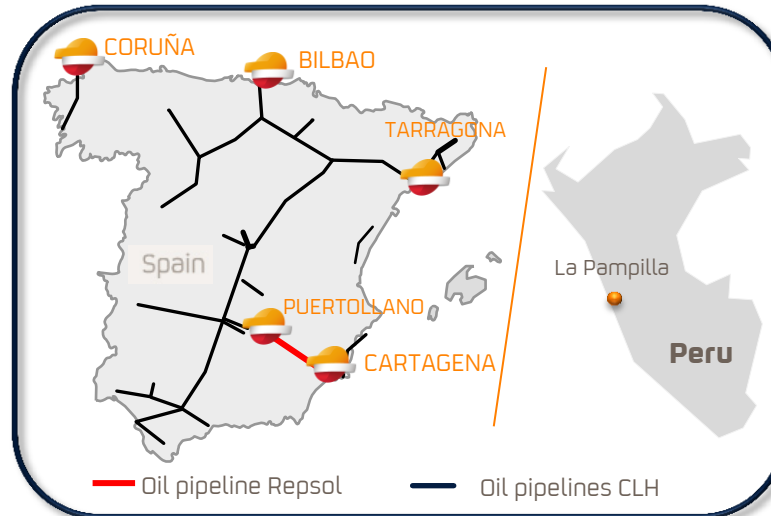 CORUÑA
BILBAO
TARRAGONA
Spain
La Pampilla
PUERTOLLANO
Peru
CARTAGENA
Oil pipeline Repsol
Oil pipelines CLH